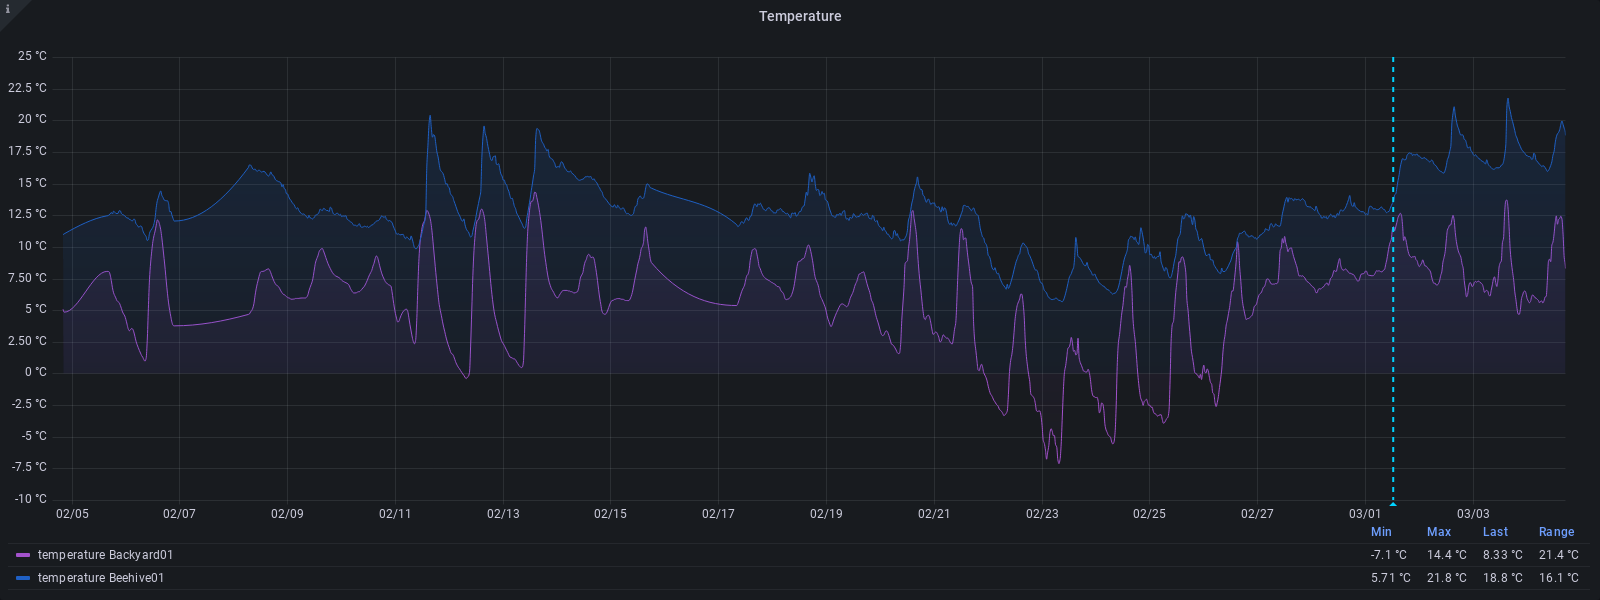 i
Temperature
25 °C
22.5 °C
20 °C
17.5 °C
15 °C
12.5 °C
10 °C
7.50 °C
5 °C
2.50 °C
0 °C
-2.5 °C
-5 °C
-7.5 °C
-10 °C
02/05 02/07 02/09 02/11 02/13 02/15 02/17 02/19 02/21 02/23 02/25 02/27 03/01 03/03
Min Max Last Range
temperature Backyard01 -7.1 °C 14.4 °C 8.33 °C 21.4 °C
temperature Beehive01 5.71 °C 21.8 °C 18.8 °C 16.1 °C